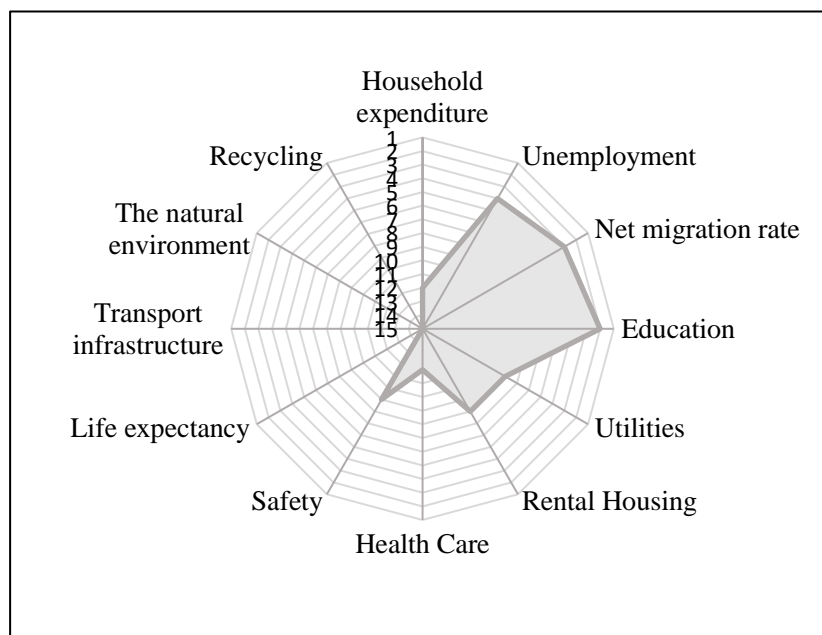 Household
expenditure
Unemployment
Net migration rate
Education
Utilities
Rental Housing
Health Care
Safety
Life expectancy
Transport
infrastructure
The natural
environment
Recycling
1
2
3
4
5
6
7
8
9
10
11
12
13
14
15